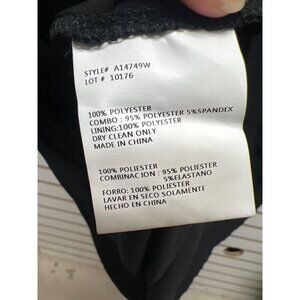 STYLE# A14749W
LOT # 10176
100% POLYESTER
COMBO : 95% POLYESTER 5%SPANDEX
LINING:100% POLYESTER
DRY CLEAN ONLY
MADE IN CHINA
100% POLIESTER
COMBINACION : 95% POLIESTER
5%ELASTANO
FORRO: 100% POLIESTER
LAVAR EN SECO SOLAMENTE
HECHO EN CHINA